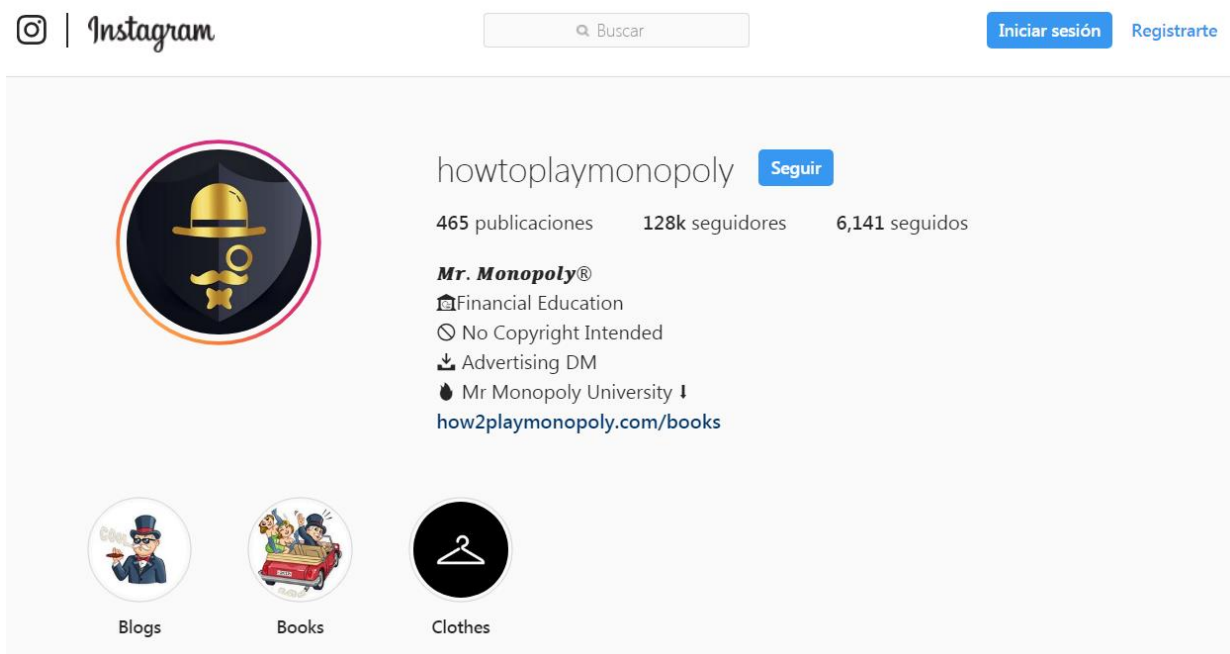 Instagram
Buscar
Iniciar sesión
Registrarte
howtoplaymonopoly Seguir
465 publicaciones 128k seguidores 6,141 seguidos
Mr. Monopoly®
Financial Education
No Copyright Intended
Advertising DM
Mr Monopoly University
how2playmonopoly.com/books
COOL
Blogs
Books
Clothes